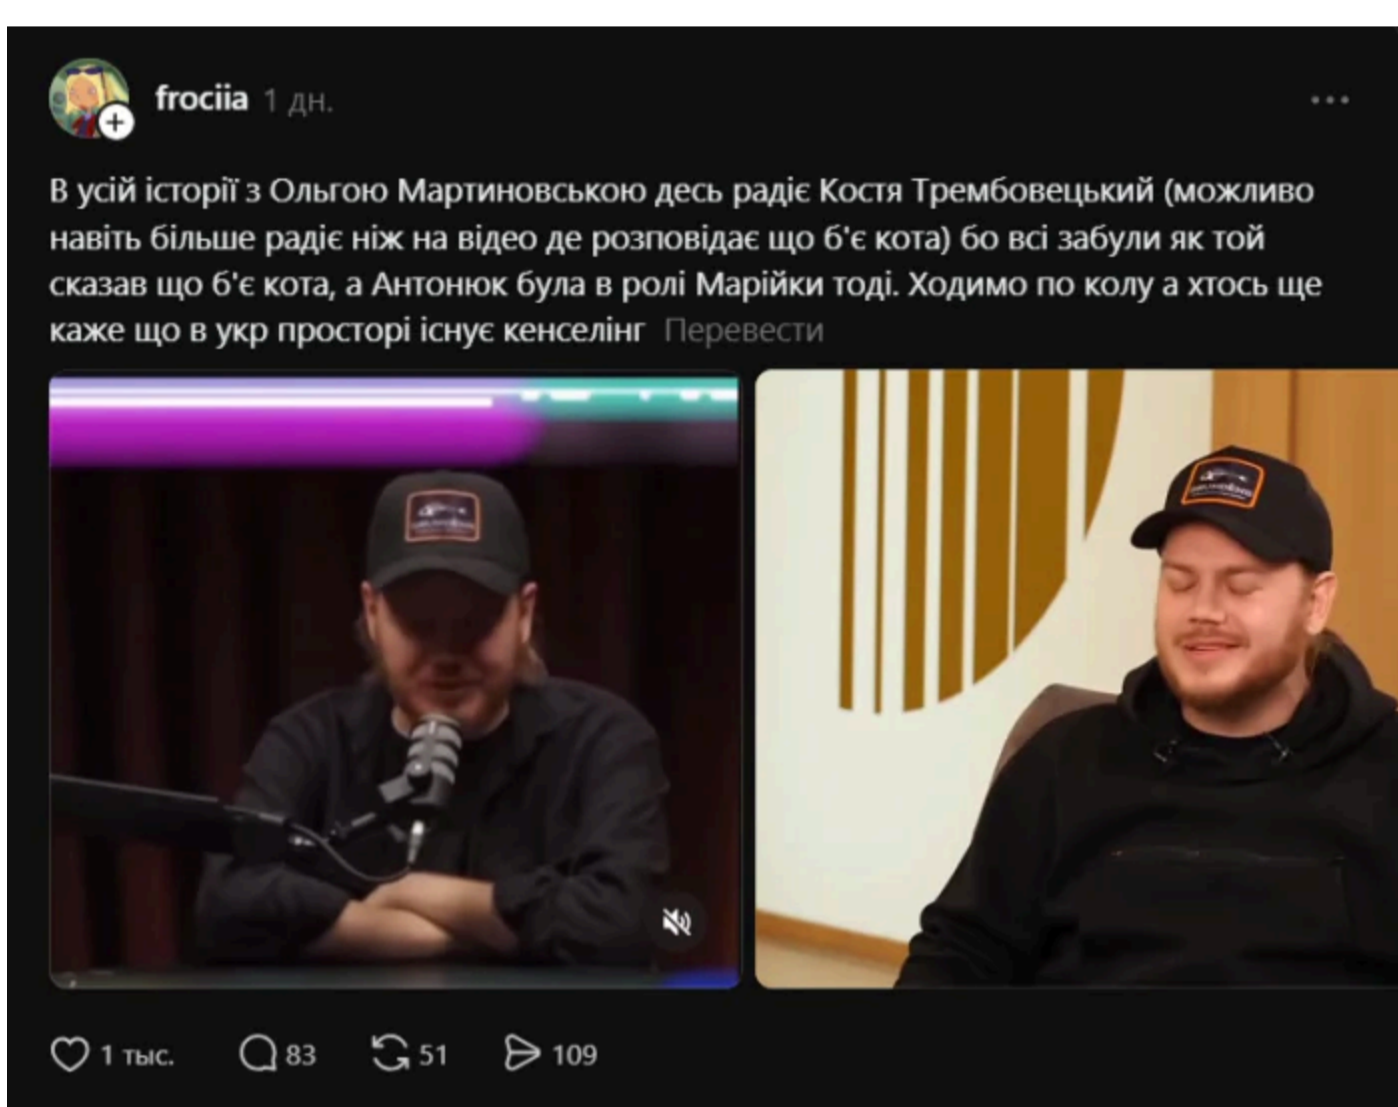 frociia 1 дн.
В усій історії з Ольгою Мартиновською десь радіє Костя Трембовецький (можливо
навіть більше радіє ніж на відео де розповідає що б'є кота) бо всі забули як той
сказав що б'є кота, а Антонюк була в ролі Марійки тоді. Ходимо по колу а хтось ще
каже що в укр просторі існує кенселінг Перевести
1 тыс. 83 51 109